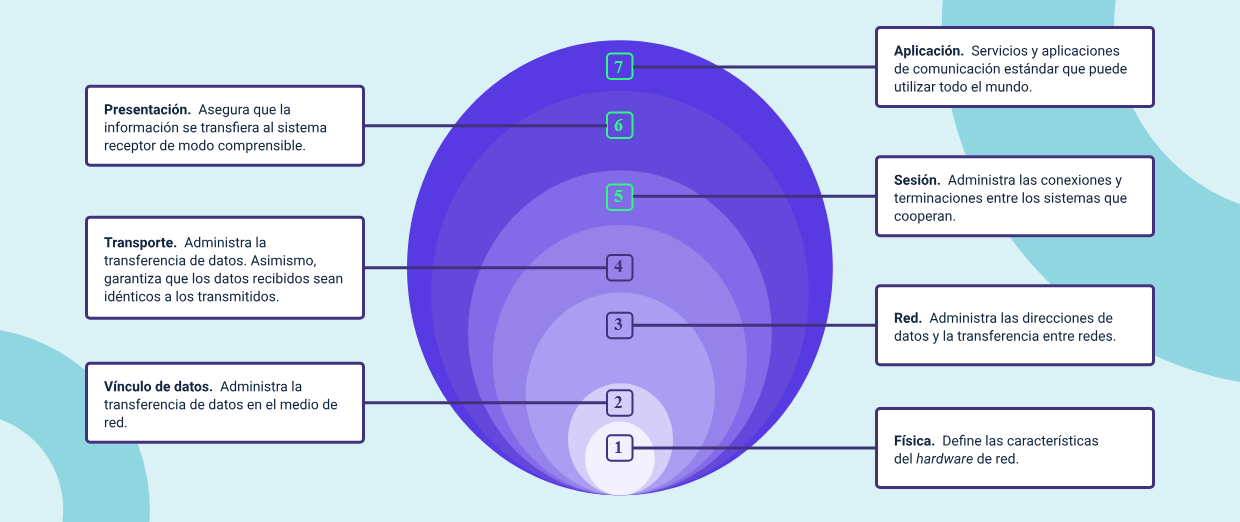 7
Aplicación. Servicios y aplicaciones
de comunicación estándar que puede
utilizar todo el mundo.
Presentación. Asegura que la
información se transfiera al sistema
receptor de modo comprensible.
6
5
Sesión. Administra las conexiones y
terminaciones entre los sistemas que
cooperan.
Transporte. Administra la
transferencia de datos. Asimismo,
garantiza que los datos recibidos sean
idénticos a los transmitidos.
4
3
Red. Administra las direcciones de
datos y la transferencia entre redes.
Vínculo de datos. Administra la
transferencia de datos en el medio de
red.
2
1
Física. Define las características
del hardware de red.